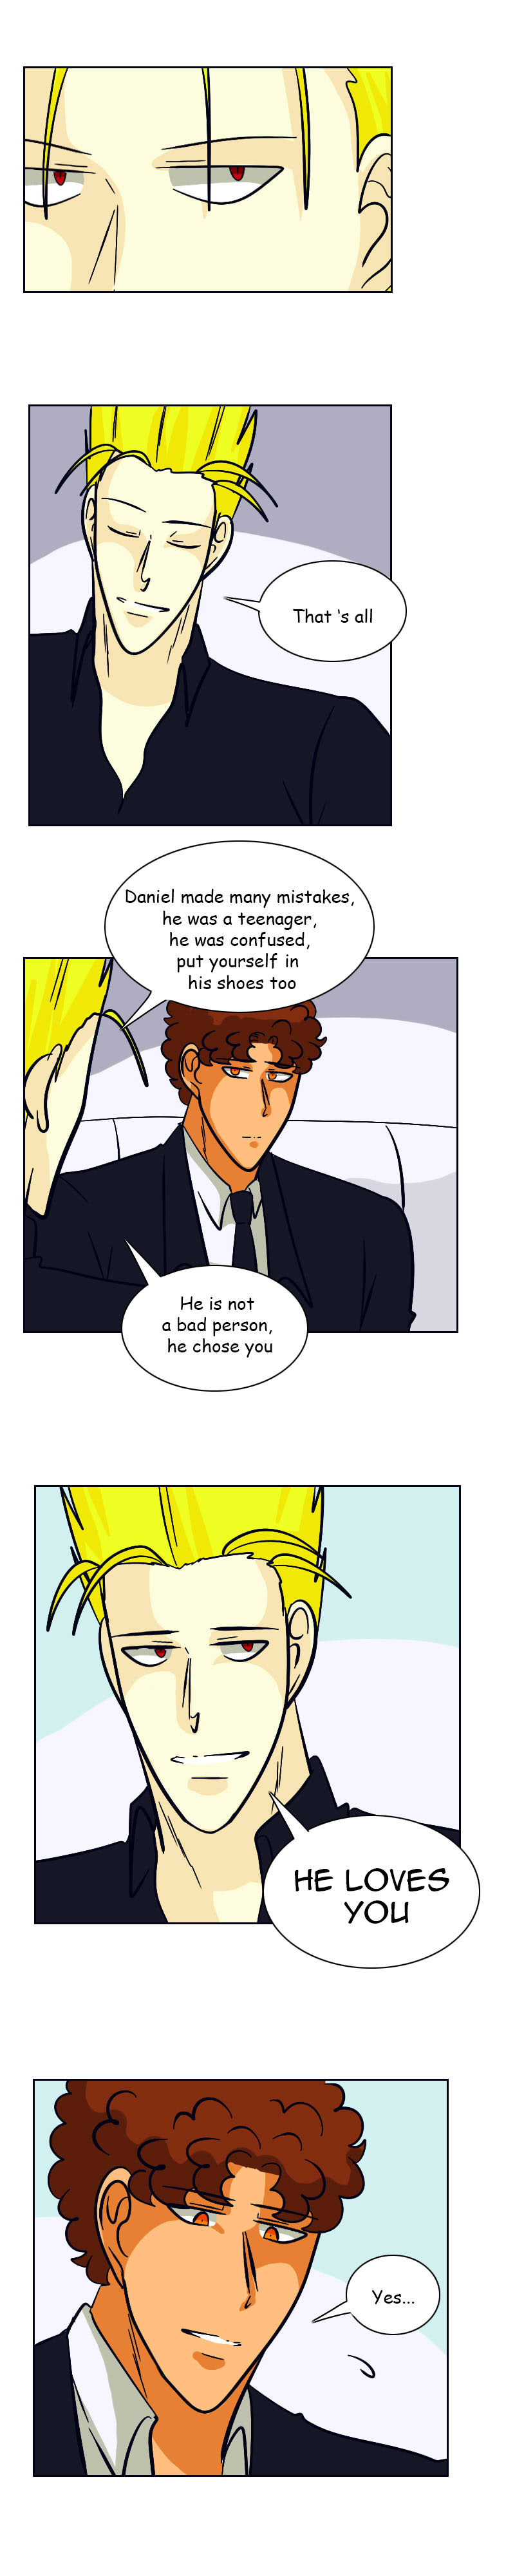 That 's all
Daniel made many mistakes,
he was a teenager,
he was confused,
put yourself in
his shoes too
He is not
a bad person,
he chose you
HE LOVES
YOU
Yes...